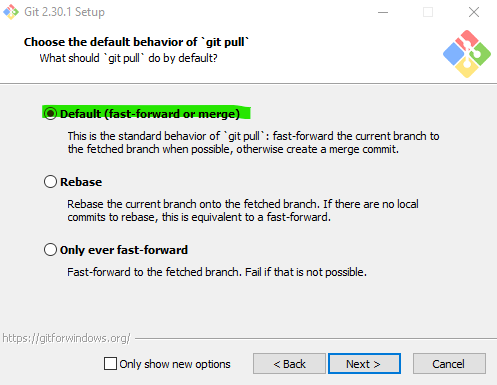 Git 2.30.1 Setup
Choose the default behavior of `git pull`
What should `git pull` do by default?
Default (fast-forward or merge)
This is the standard behavior of `git pull`: fast-forward the current branch to
the fetched branch when possible, otherwise create a merge commit.
Rebase
Rebase the current branch onto the fetched branch. If there are no local
commits to rebase, this is equivalent to a fast-forward.
Only ever fast-forward
Fast-forward to the fetched branch. Fail if that is not possible.
https://gitforwindows.org/
Only show new options
< Back
Next >
Cancel